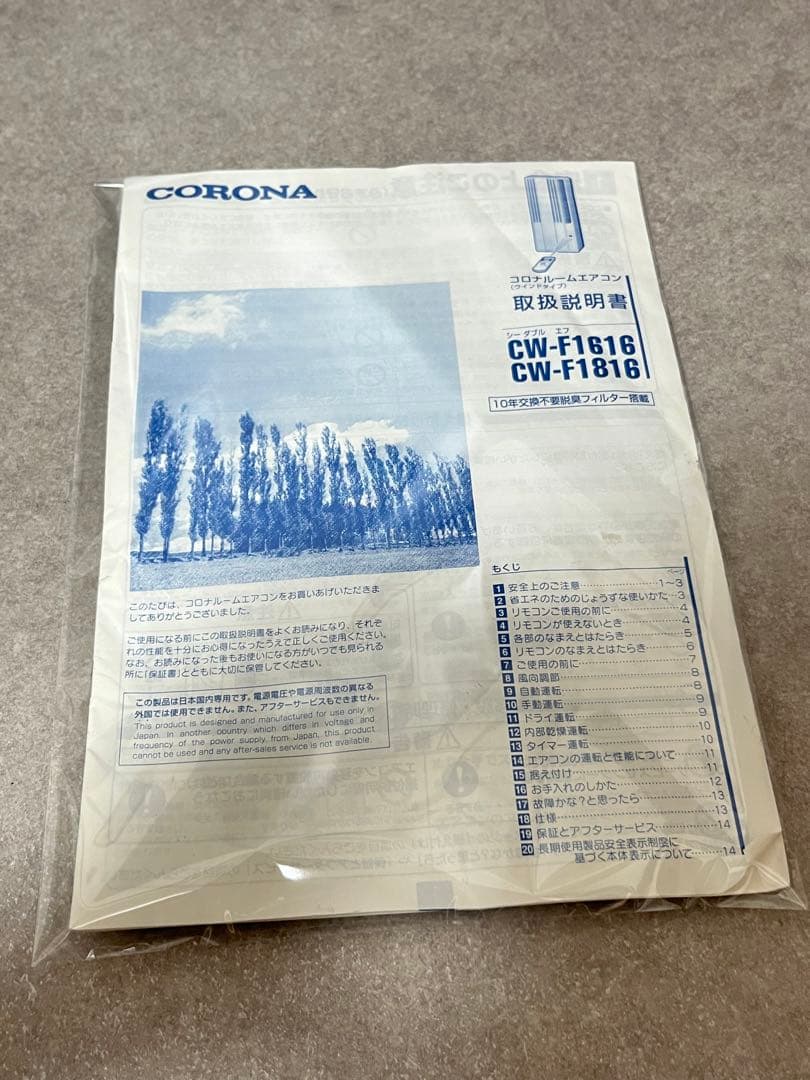 CORONA
コロナルームエアコン
(ウインドタイプ)
取扱説明書
シー ダブル エフ
CW-F1616
CW-F1816
10年交換不要脱臭フィルター搭載
このたびは、コロナルームエアコンをお買いあげいただきま
してありがとうございました。
ご使用になる前にこの取扱説明書をよくお読みになり、それぞ
れの性能を十分にお心得になったうえで正しくご使用ください。
なお、お読みになった後もお使いになる方がいつでも見られる
所に「保証書」とともに大切に保管してください。
この製品は日本国内専用です。電源電圧や電源周波数の異なる
外国では使用できません。また、アフターサービスもできません。
This product is designed and manufactured for use only in
Japan. In another country which differs in voltage and
frequency of the power supply from Japan, this product
cannot be used and any after-sales service is not available.
もくじ
ページ
1 安全上のご注意……………1〜3
2 省エネのためのじょうずな使いかた…3
3 リモコンご使用の前に……………4
4 リモコンが使えないとき……………4
5 各部のなまえとはたらき……………5
6 リモコンのなまえとはたらき………6
7 ご使用の前に……………7
8 風向調節……………8
9 自動運転……………8
10 手動運転……………9
11 ドライ運転……………9
12 内部乾燥運転……………10
13 タイマー運転……………10
14 エアコンの運転と性能について……11
15 据え付け……………11
16 お手入れのしかた……………12
17 故障かな？と思ったら……………13
18 仕様……………13
19 保証とアフターサービス……………14
20 長期使用製品安全表示制度に
基づく本体表示について………14